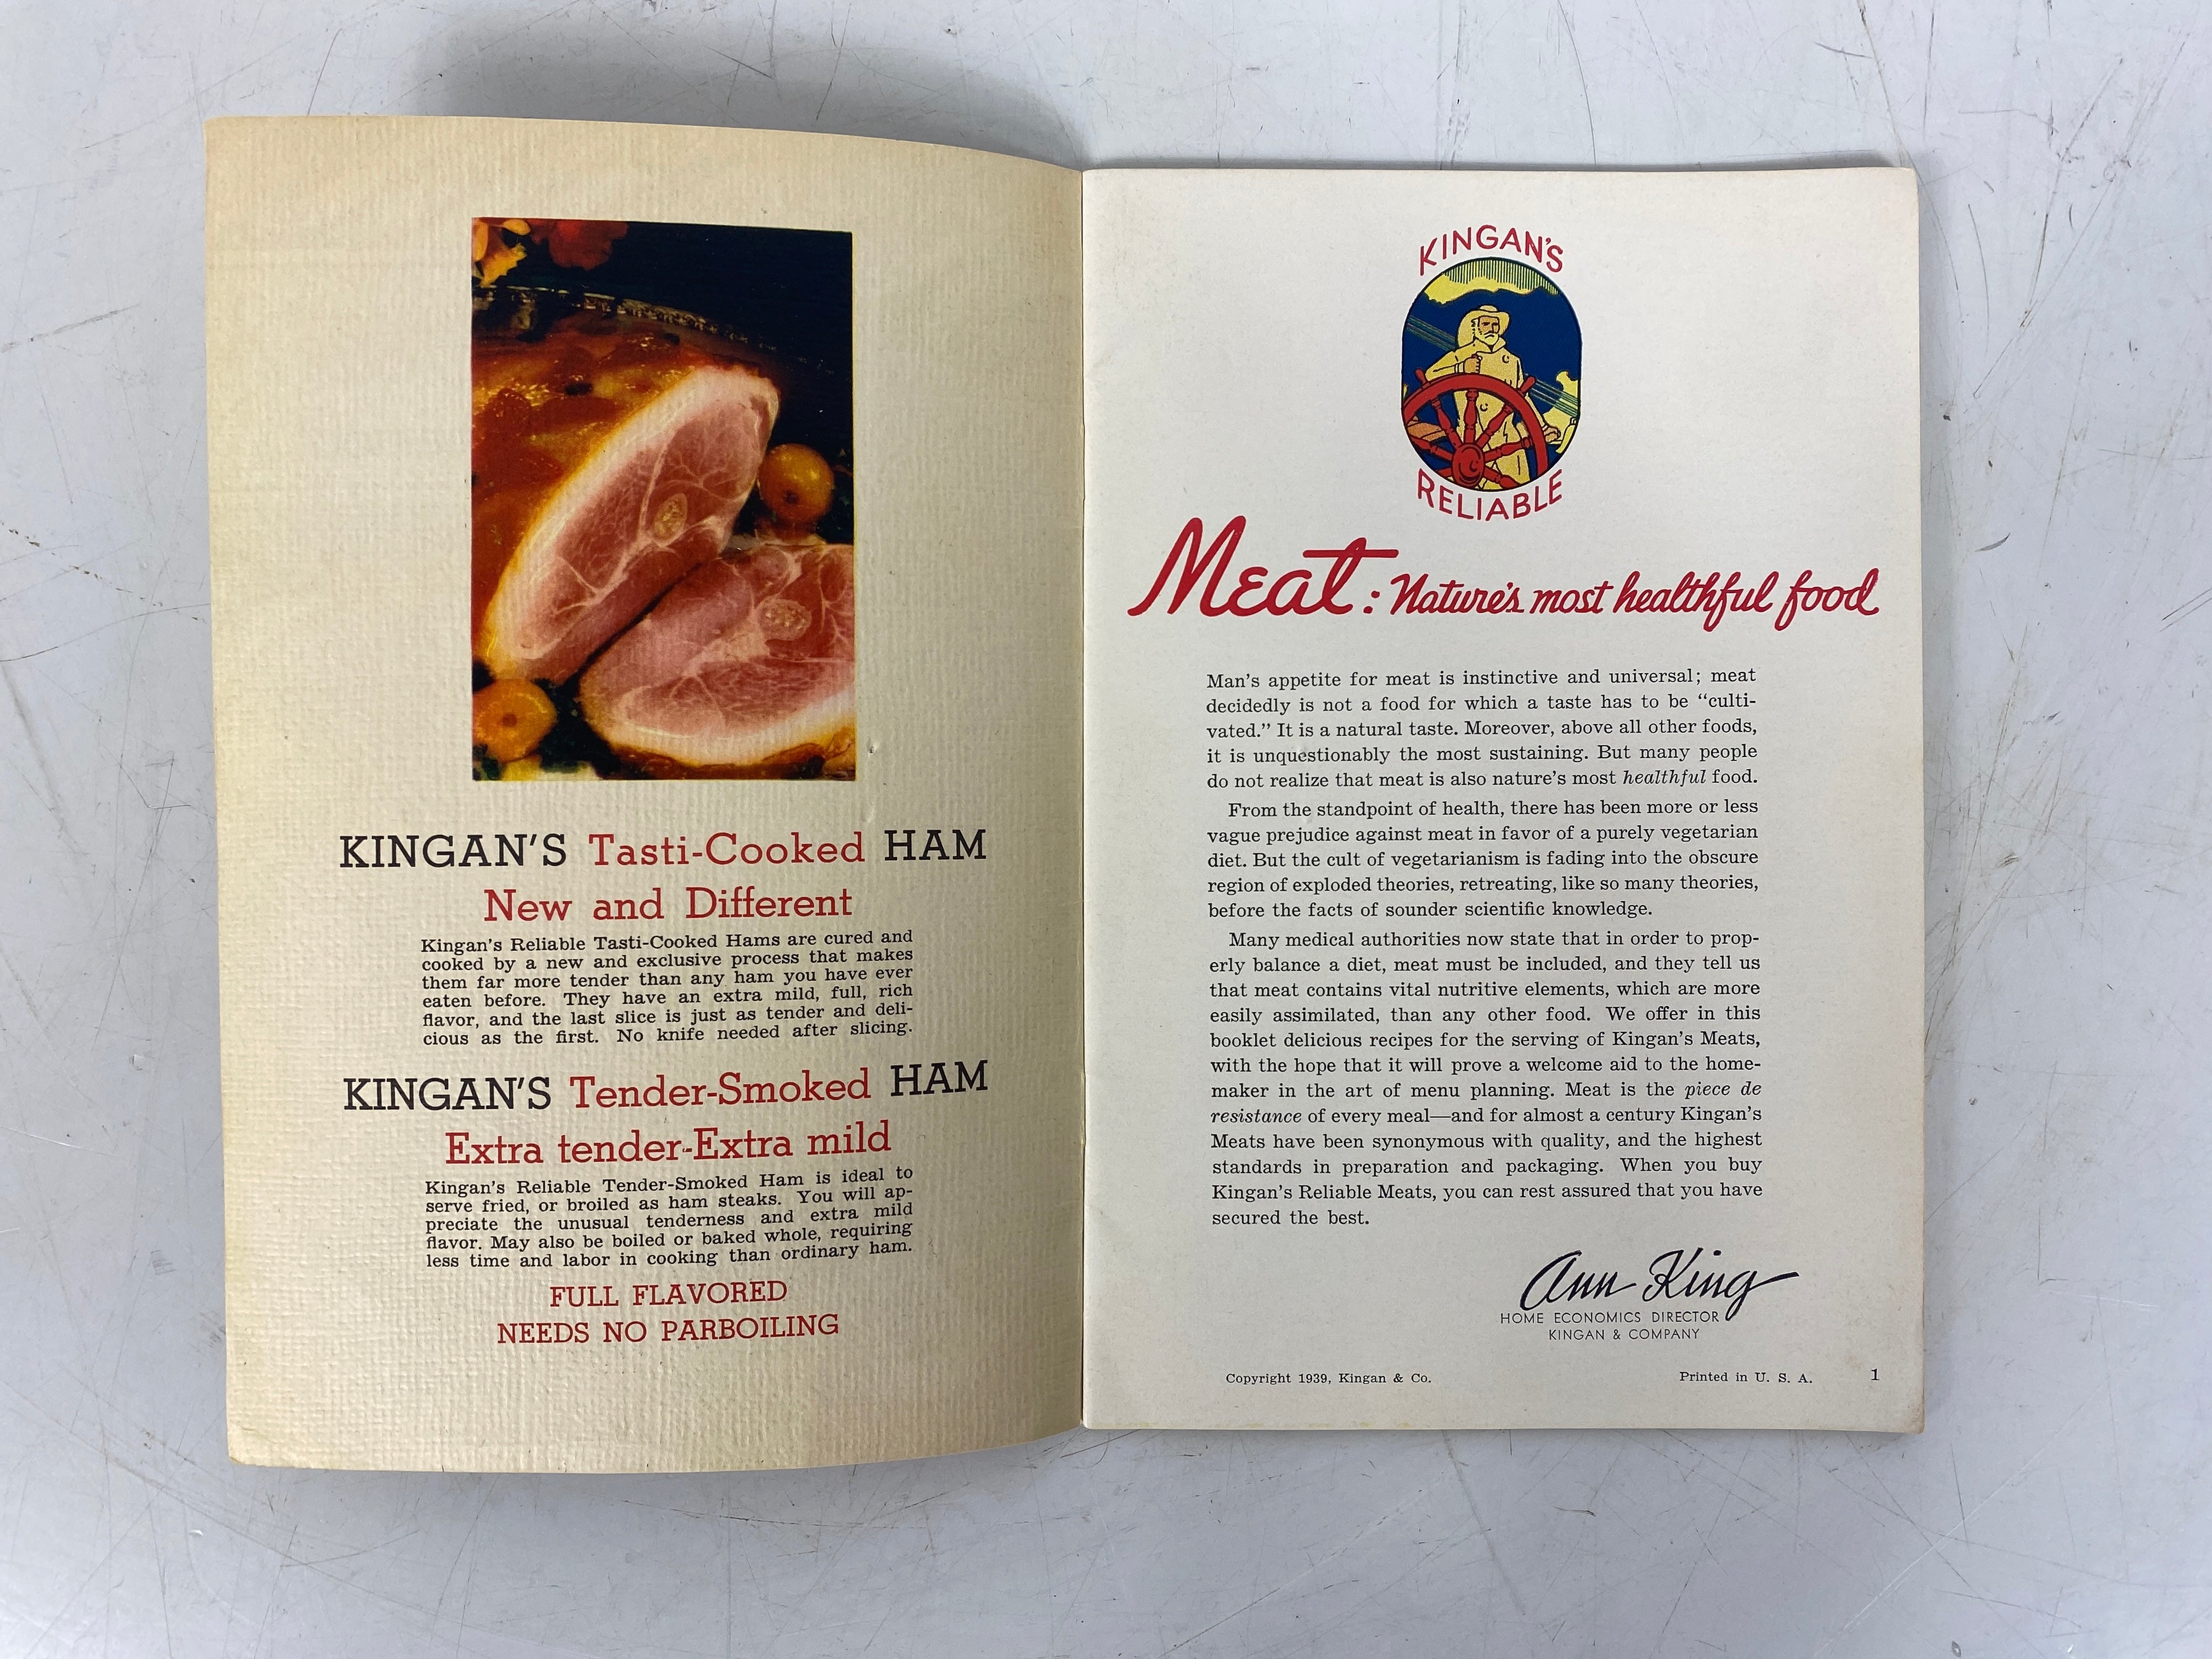 KINGAN'S Tasti-Cooked HAM
New and Different
Kingan's Reliable Tasti-Cooked Hams are cured and
cooked by a new and exclusive process that makes
them far more tender than any ham you have ever
eaten before. They have an extra mild, full, rich
flavor, and the last slice is just as tender and deli-
cious as the first. No knife needed after slicing.
KINGAN'S Tender-Smoked HAM
Extra tender-Extra mild
Kingan's Reliable Tender-Smoked Ham is ideal to
serve fried, or broiled as ham steaks. You will ap-
preciate the unusual tenderness and extra mild
flavor. May also be boiled or baked whole, requiring
less time and labor in cooking than ordinary ham.
FULL FLAVORED
NEEDS NO PARBOILING
KINGAN'S
RELIABLE
Meat: Nature's most healthful food
Man's appetite for meat is instinctive and universal; meat
decidedly is not a food for which a taste has to be "culti-
vated." It is a natural taste. Moreover, above all other foods,
it is unquestionably the most sustaining. But many people
do not realize that meat is also nature's most healthful food.
From the standpoint of health, there has been more or less
vague prejudice against meat in favor of a purely vegetarian
diet. But the cult of vegetarianism is fading into the obscure
region of exploded theories, retreating, like so many theories,
before the facts of sounder scientific knowledge.
Many medical authorities now state that in order to prop-
erly balance a diet, meat must be included, and they tell us
that meat contains vital nutritive elements, which are more
easily assimilated, than any other food. We offer in this
booklet delicious recipes for the serving of Kingan's Meats,
with the hope that it will prove a welcome aid to the home-
maker in the art of menu planning. Meat is the piece de
resistance of every meal—and for almost a century Kingan's
Meats have been synonymous with quality, and the highest
standards in preparation and packaging. When you buy
Kingan's Reliable Meats, you can rest assured that you have
secured the best.
Ann King
HOME ECONOMICS DIRECTOR
KINGAN & COMPANY
Copyright 1939, Kingan & Co. Printed in U. S. A. 1